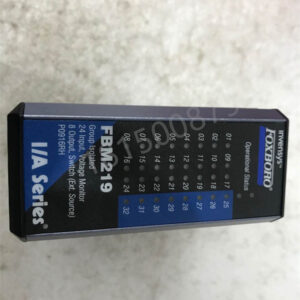 invensys
FOXBORO®
Operational Status
01 09 17 25
02 10 18 26
03 11 19 27
04 12 20 28
05 13 21 29
06 14 22 30
07 15 23 31
08 16 24 32
FBM219
Group Isolated
24 Input, Voltage Monitor
8 Output, Switch (Ext. Source)
P0916RH
I/A Series®